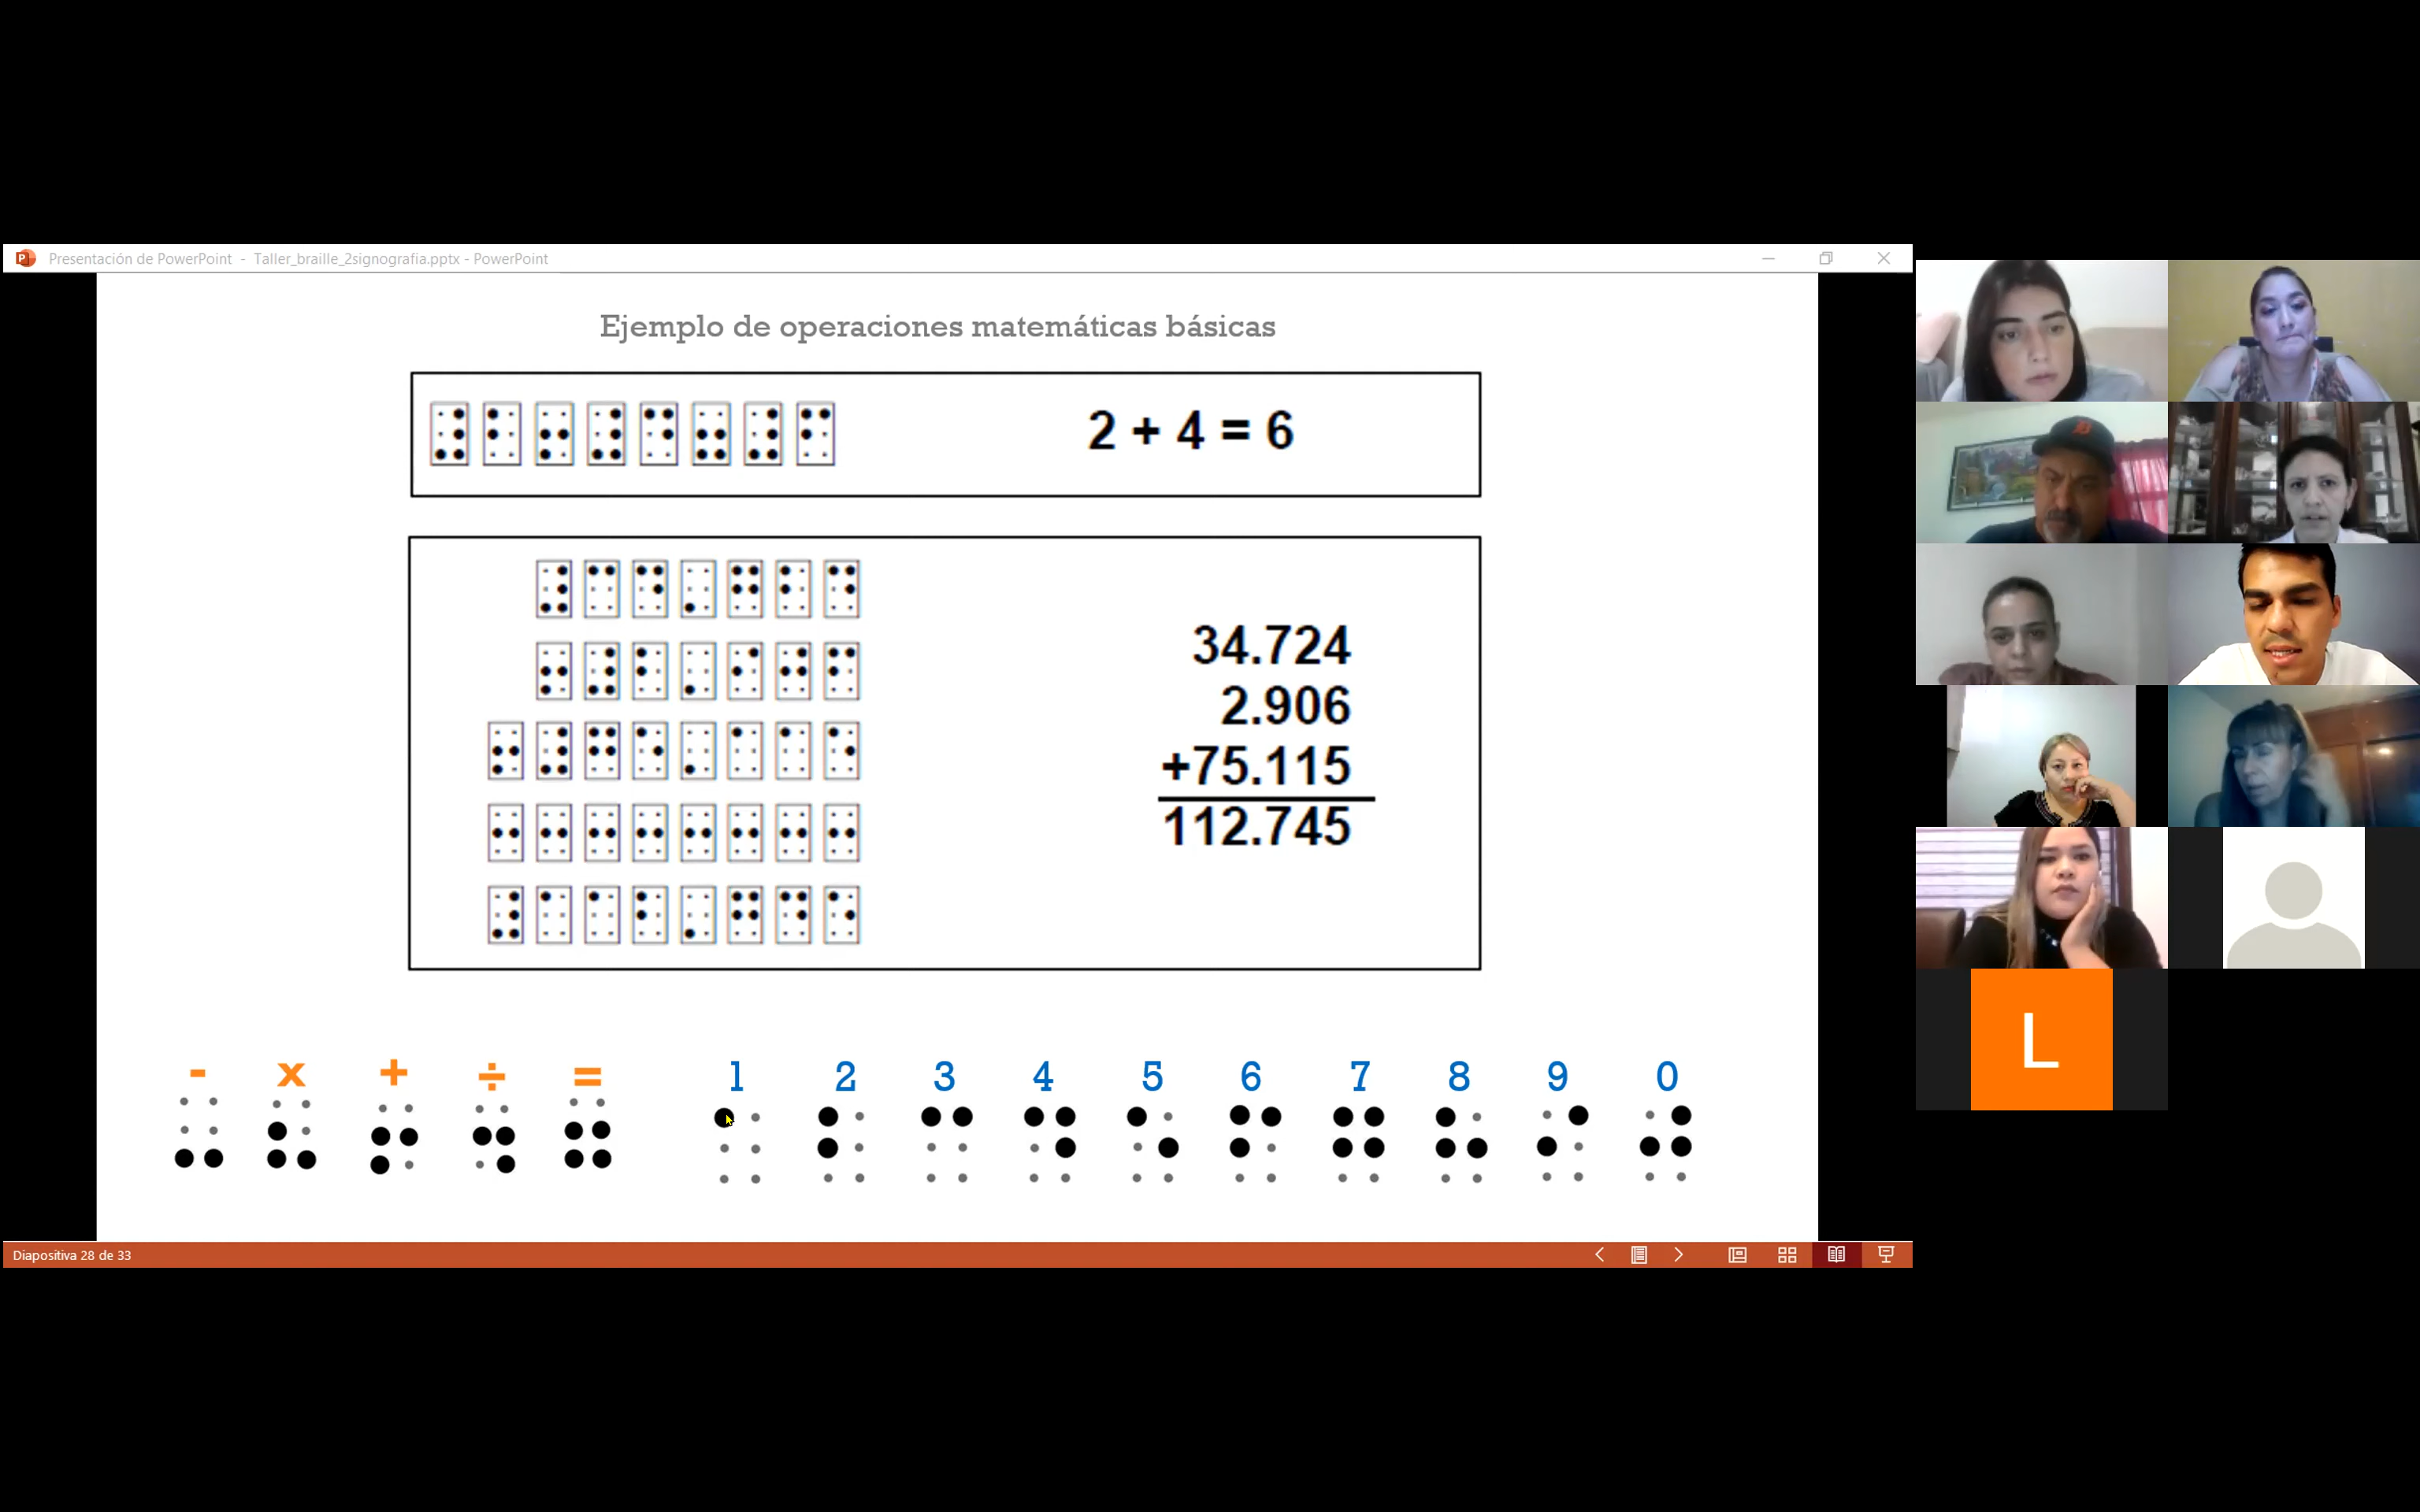 Presentación de PowerPoint - Taller_braille_2signografia.pptx - PowerPoint
Ejemplo de operaciones matemáticas básicas
⠼⠃⠖⠼⠙⠶⠼⠋ 2 + 4 = 6
⠼⠉⠙⠄⠛⠃⠙
⠖⠼⠃⠄⠊⠚⠋
⠖⠼⠛⠑⠄⠁⠁⠑
⠒⠒⠒⠒⠒⠒⠒⠒
⠼⠁⠁⠃⠄⠛⠙⠑
34.724
2.906
+75.115
112.745
- x + ÷ = 1 2 3 4 5 6 7 8 9 0
⠤ ⠦ ⠖ ⠲ ⠶ ⠁ ⠃ ⠉ ⠙ ⠑ ⠋ ⠛ ⠓ ⠊ ⠚
Diapositiva 28 de 33
L